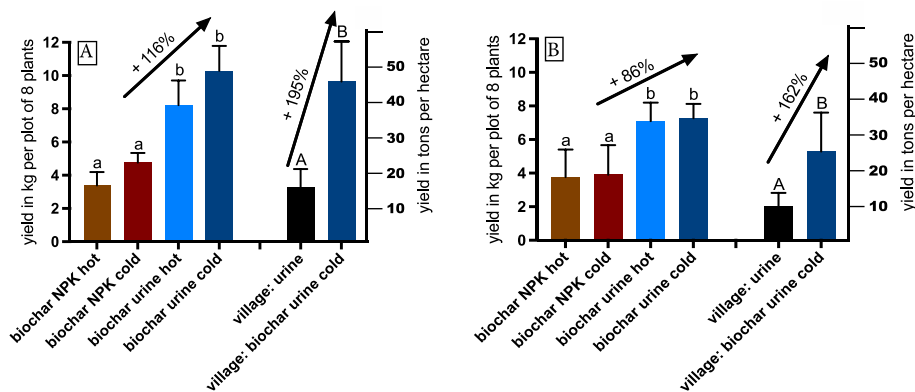 A
yield in kg per plot of 8 plants
12
10
8
6
4
2
0
a
a
b
b
+ 116%
A
B
+ 195%
50
40
30
20
10
yield in tons per hectare
biochar NPK hot
biochar NPK cold
biochar urine hot
biochar urine cold
village: urine
village: biochar urine cold
B
yield in kg per plot of 8 plants
12
10
8
6
4
2
0
a
a
b
b
+ 86%
A
B
+ 162%
50
40
30
20
10
yield in tons per hectare
biochar NPK hot
biochar NPK cold
biochar urine hot
biochar urine cold
village: urine
village: biochar urine cold